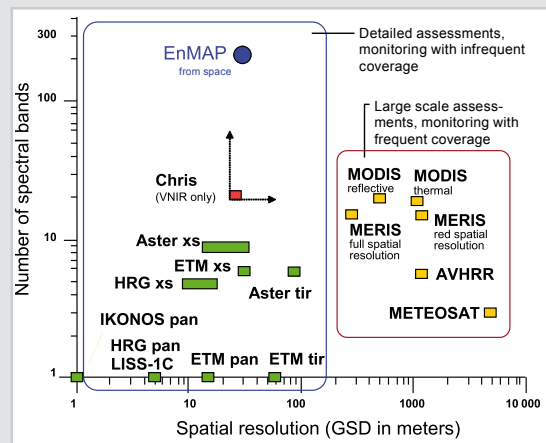 300
100
10
1
Number of spectral bands
EnMAP
from space
Detailed assessments,
monitoring with infrequent
coverage
Large scale assess-
ments, monitoring with
frequent coverage
Chris
(VNIR only)
MODIS
reflective
MODIS
thermal
MERIS
full spatial
resolution
MERIS
red spatial
resolution
Aster xs
ETM xs
HRG xs
Aster tir
AVHRR
METEOSAT
IKONOS pan
HRG pan
LISS-1C
ETM pan
ETM tir
1
10
100
1000
10 000
Spatial resolution (GSD in meters)